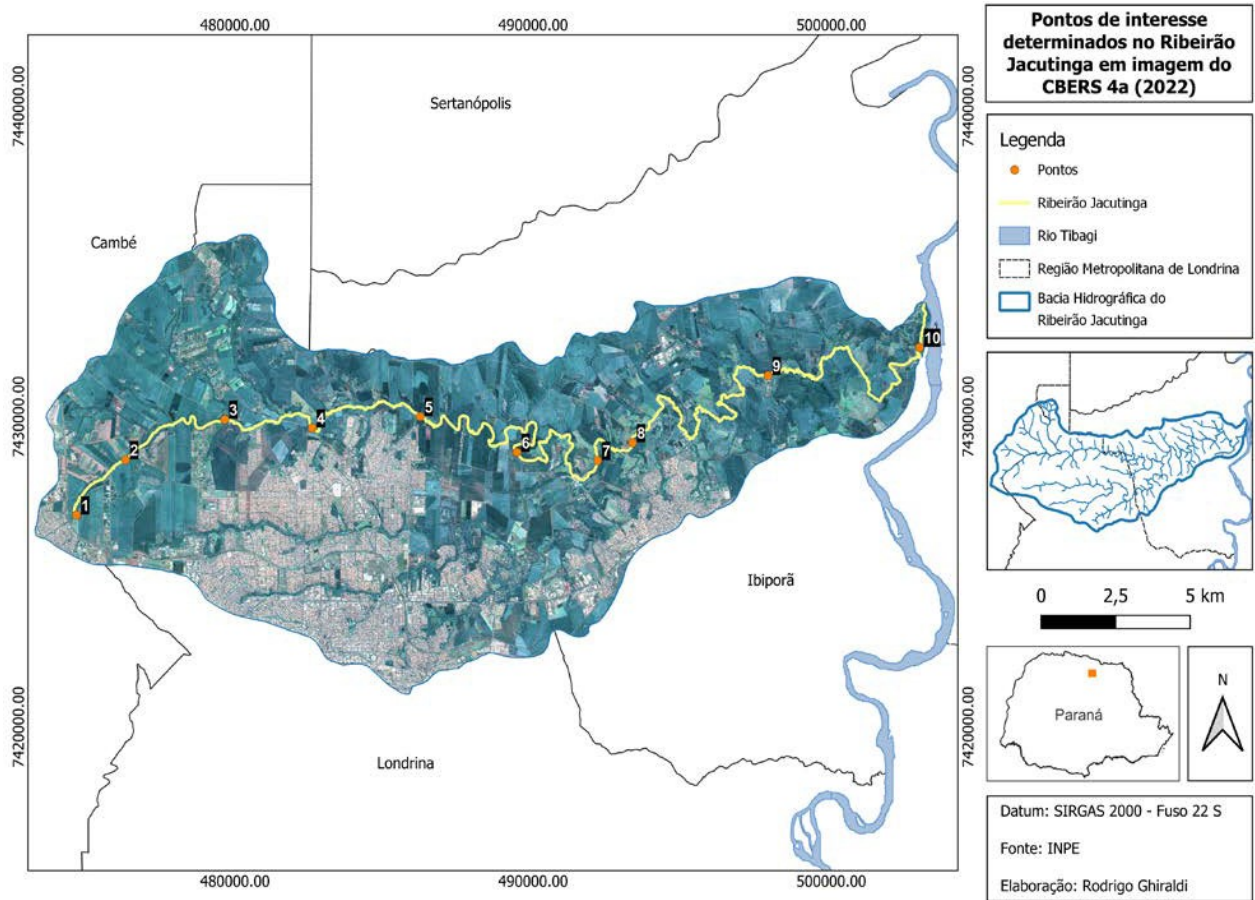 480000.00
490000.00
500000.00
7440000.00
7440000.00
Sertanópolis
Cambé
7430000.00
7430000.00
1
2
3
4
5
6
7
8
9
10
Ibiporã
Londrina
7420000.00
7420000.00
480000.00
490000.00
500000.00
Pontos de interesse
determinados no Ribeirão
Jacutinga em imagem do
CBERS 4a (2022)
Legenda
Pontos
Ribeirão Jacutinga
Rio Tibagi
Região Metropolitana de Londrina
Bacia Hidrográfica do
Ribeirão Jacutinga
0 2,5 5 km
Paraná
N
Datum: SIRGAS 2000 - Fuso 22 S
Fonte: INPE
Elaboração: Rodrigo Ghiraldi